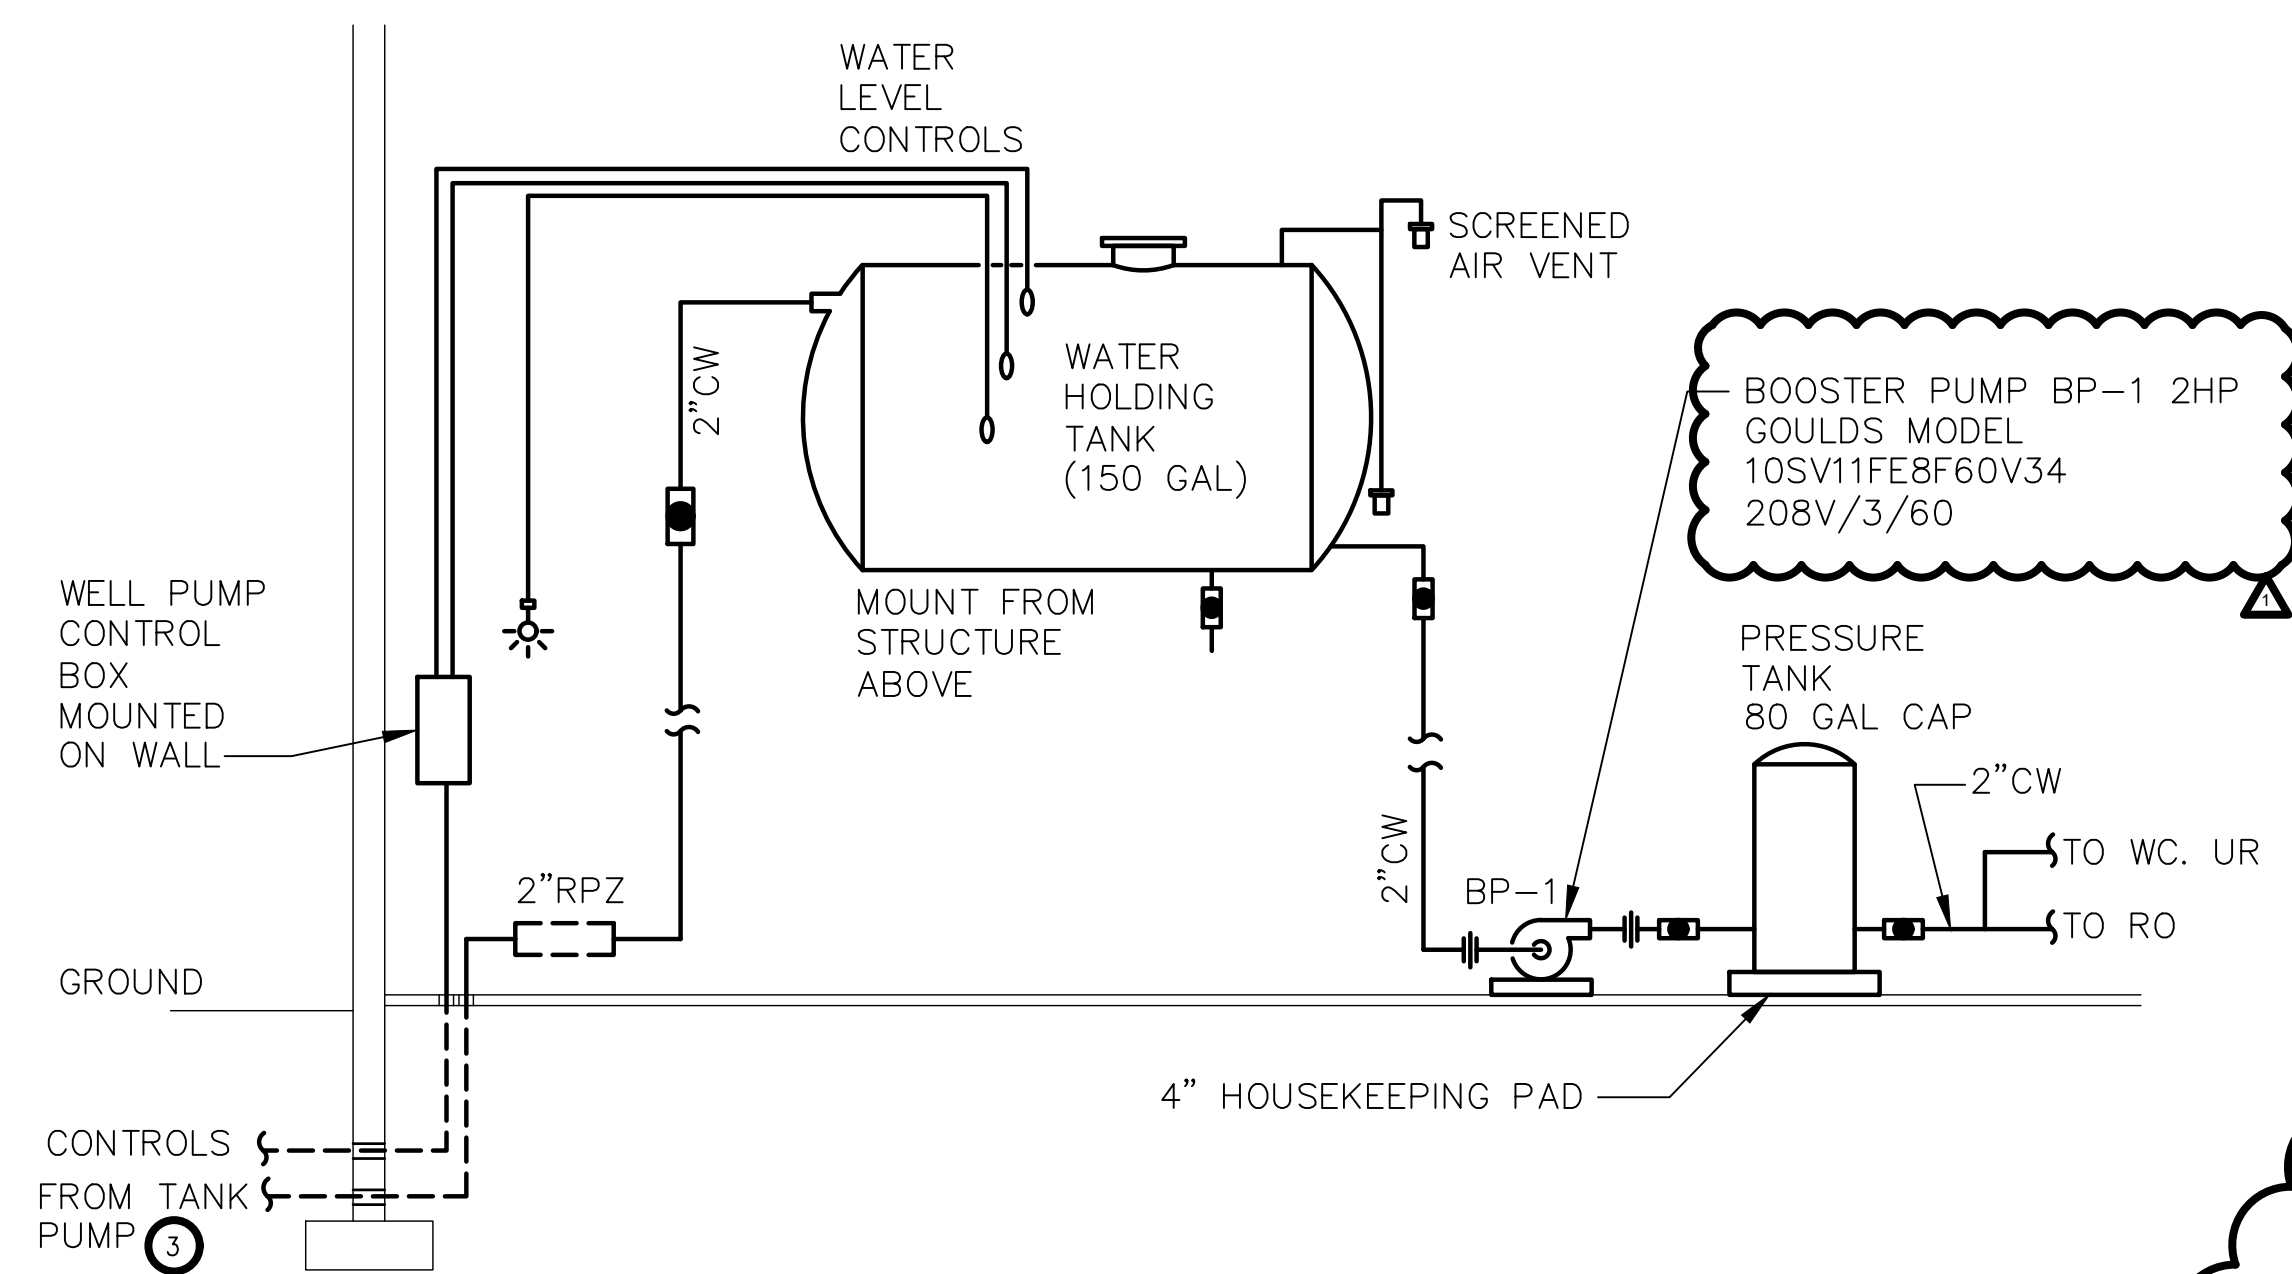 WATER
LEVEL
CONTROLS
SCREENED
AIR VENT
2"CW
WATER
HOLDING
TANK
(150 GAL)
BOOSTER PUMP BP-1 2HP
GOULDS MODEL
10SV11FE8F60V34
208V/3/60
1
WELL PUMP
CONTROL
BOX
MOUNTED
ON WALL
MOUNT FROM
STRUCTURE
ABOVE
PRESSURE
TANK
80 GAL CAP
2"CW
2"CW
TO WC. UR
TO RO
BP-1
2"RPZ
GROUND
4" HOUSEKEEPING PAD
CONTROLS
FROM TANK
PUMP 3